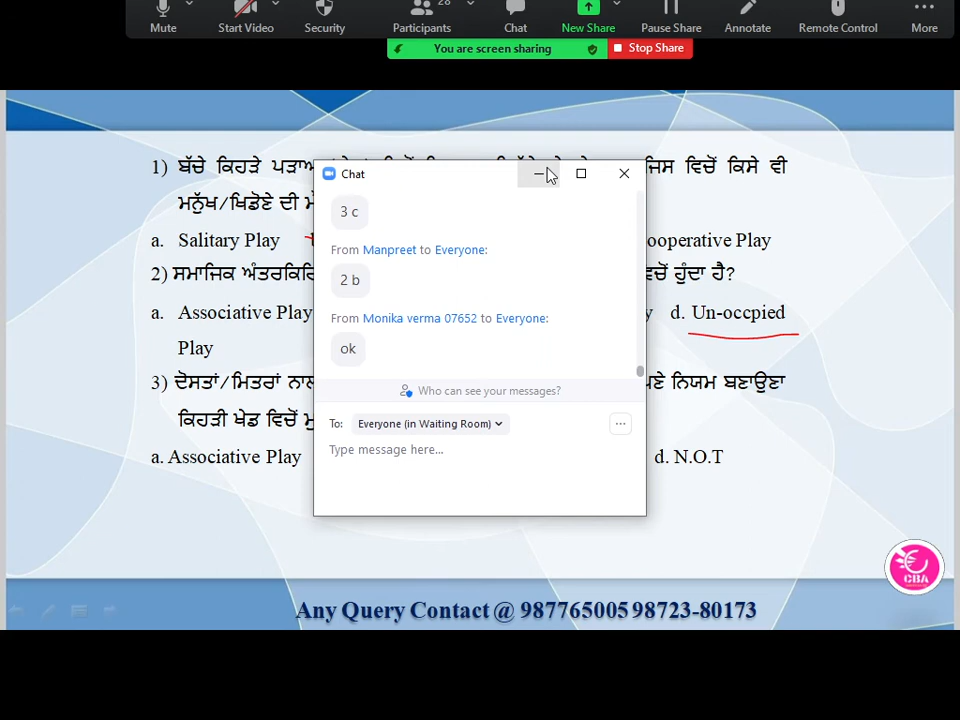 28
Mute
Start Video
Security
Participants
Chat
New Share
Pause Share
Annotate
Remote Control
More
You are screen sharing
Stop Share
1) ਬੱਚੇ ਕਿਹੜੇ ਜਿਸ ਵਿਚੋਂ ਕਿਸੇ ਵੀ
ਮਨੁੱਖ/ਖਿਡੋਣੇ ਦੀ
a. Salitary Play
ooperative Play
2) ਸਮਾਜਿਕ ਵਿਚੋਂ ਹੁੰਦਾ ਹੈ?
a. Associative Play
d. Un-occpied
Play
3) ਦੋਸਤਾਂ/ਮਿਤਰਾਂ ਨਿਯਮ ਬਣਾਉਣਾ
ਕਿਹੜੀ ਖੇਡ ਵਿਚੋਂ
a. Associative Play
d. N.O.T
Chat
3 c
From Manpreet to Everyone:
2 b
From Monika verma 07652 to Everyone:
ok
Who can see your messages?
To: Everyone (in Waiting Room)
Type message here...
CBA
Any Query Contact @ 987765005 98723-80173